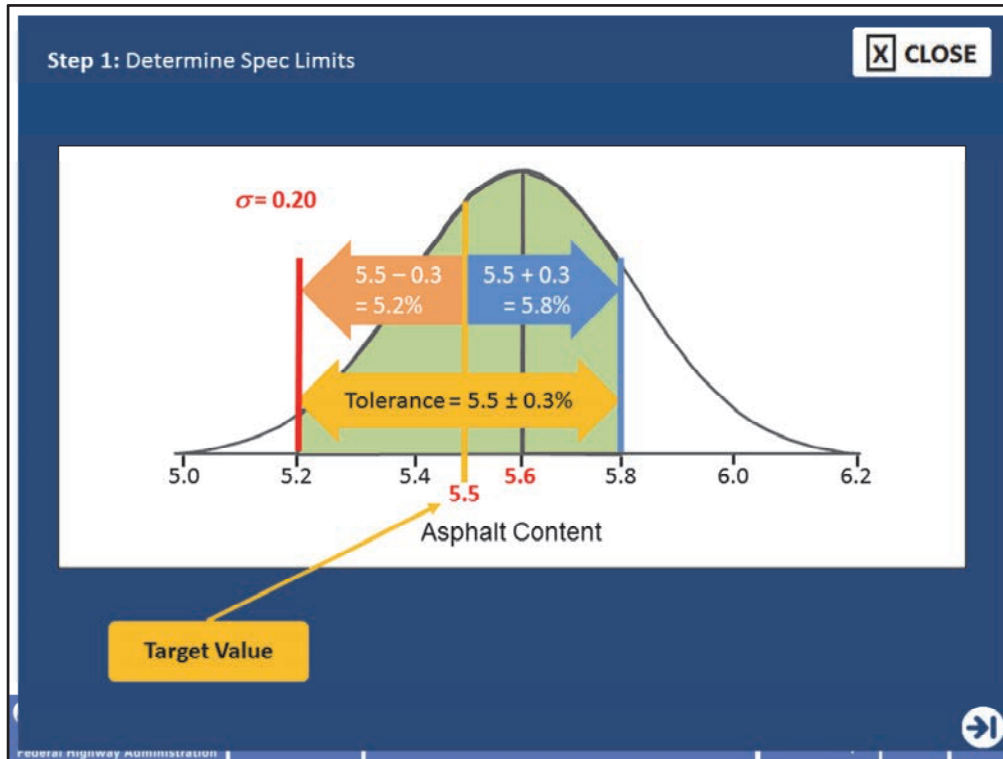 Step 1: Determine Spec Limits
X CLOSE
σ = 0.20
5.5 – 0.3
= 5.2%
5.5 + 0.3
= 5.8%
Tolerance = 5.5 ± 0.3%
5.0 5.2 5.4 5.6 5.8 6.0 6.2
5.5
Asphalt Content
Target Value
Federal Highway Administration